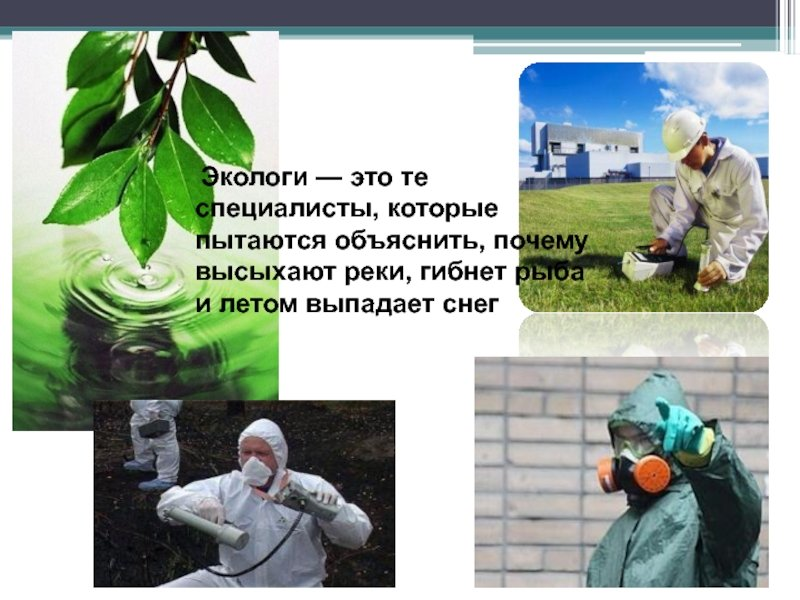 Экологи — это те
специалисты, которые
пытаются объяснить, почему
высыхают реки, гибнет рыба
и летом выпадает снег